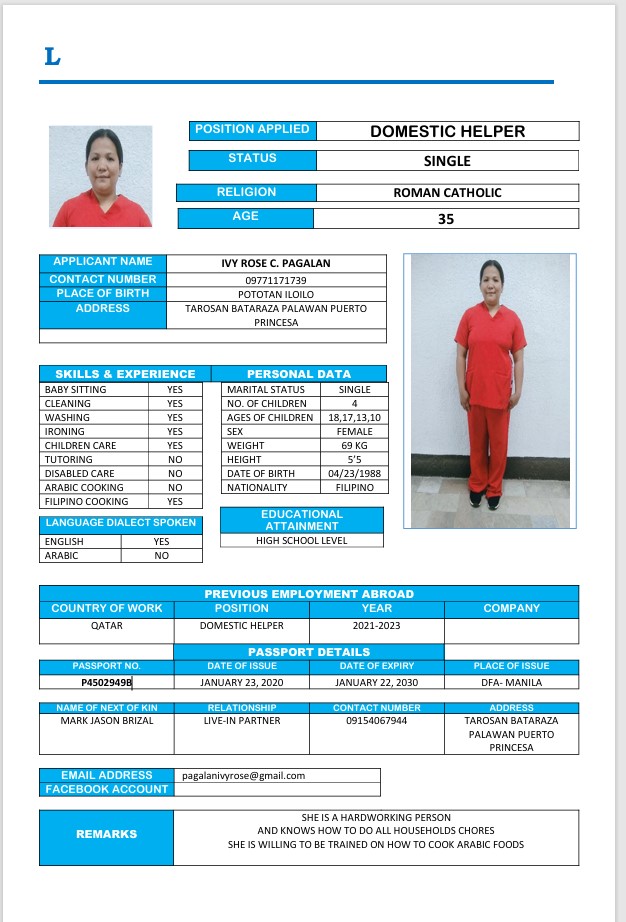 L
POSITION APPLIED DOMESTIC HELPER
STATUS SINGLE
RELIGION ROMAN CATHOLIC
AGE 35
APPLICANT NAME IVY ROSE C. PAGALAN
CONTACT NUMBER 09771171739
PLACE OF BIRTH POTOTAN ILOILO
ADDRESS TAROSAN BATARAZA PALAWAN PUERTO
PRINCESA
SKILLS & EXPERIENCE PERSONAL DATA
BABY SITTING YES MARITAL STATUS SINGLE
CLEANING YES NO. OF CHILDREN 4
WASHING YES AGES OF CHILDREN 18,17,13,10
IRONING YES SEX FEMALE
CHILDREN CARE YES WEIGHT 69 KG
TUTORING NO HEIGHT 5'5
DISABLED CARE NO DATE OF BIRTH 04/23/1988
ARABIC COOKING NO NATIONALITY FILIPINO
FILIPINO COOKING YES
LANGUAGE DIALECT SPOKEN
ENGLISH YES
ARABIC NO
EDUCATIONAL
ATTAINMENT
HIGH SCHOOL LEVEL
PREVIOUS EMPLOYMENT ABROAD
COUNTRY OF WORK POSITION YEAR COMPANY
QATAR DOMESTIC HELPER 2021-2023
PASSPORT DETAILS
PASSPORT NO. DATE OF ISSUE DATE OF EXPIRY PLACE OF ISSUE
P4502949B JANUARY 23, 2020 JANUARY 22, 2030 DFA- MANILA
NAME OF NEXT OF KIN RELATIONSHIP CONTACT NUMBER ADDRESS
MARK JASON BRIZAL LIVE-IN PARTNER 09154067944 TAROSAN BATARAZA
PALAWAN PUERTO
PRINCESA
EMAIL ADDRESS pagalanivyrose@gmail.com
FACEBOOK ACCOUNT
REMARKS
SHE IS A HARDWORKING PERSON
AND KNOWS HOW TO DO ALL HOUSEHOLDS CHORES
SHE IS WILLING TO BE TRAINED ON HOW TO COOK ARABIC FOODS